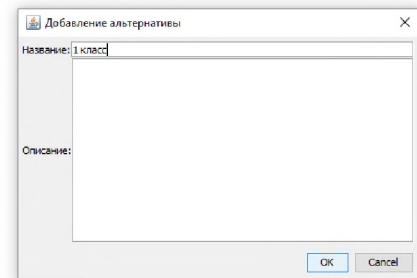 Добавление альтернативы
Название: 1 класс
Описание:
OK Cancel